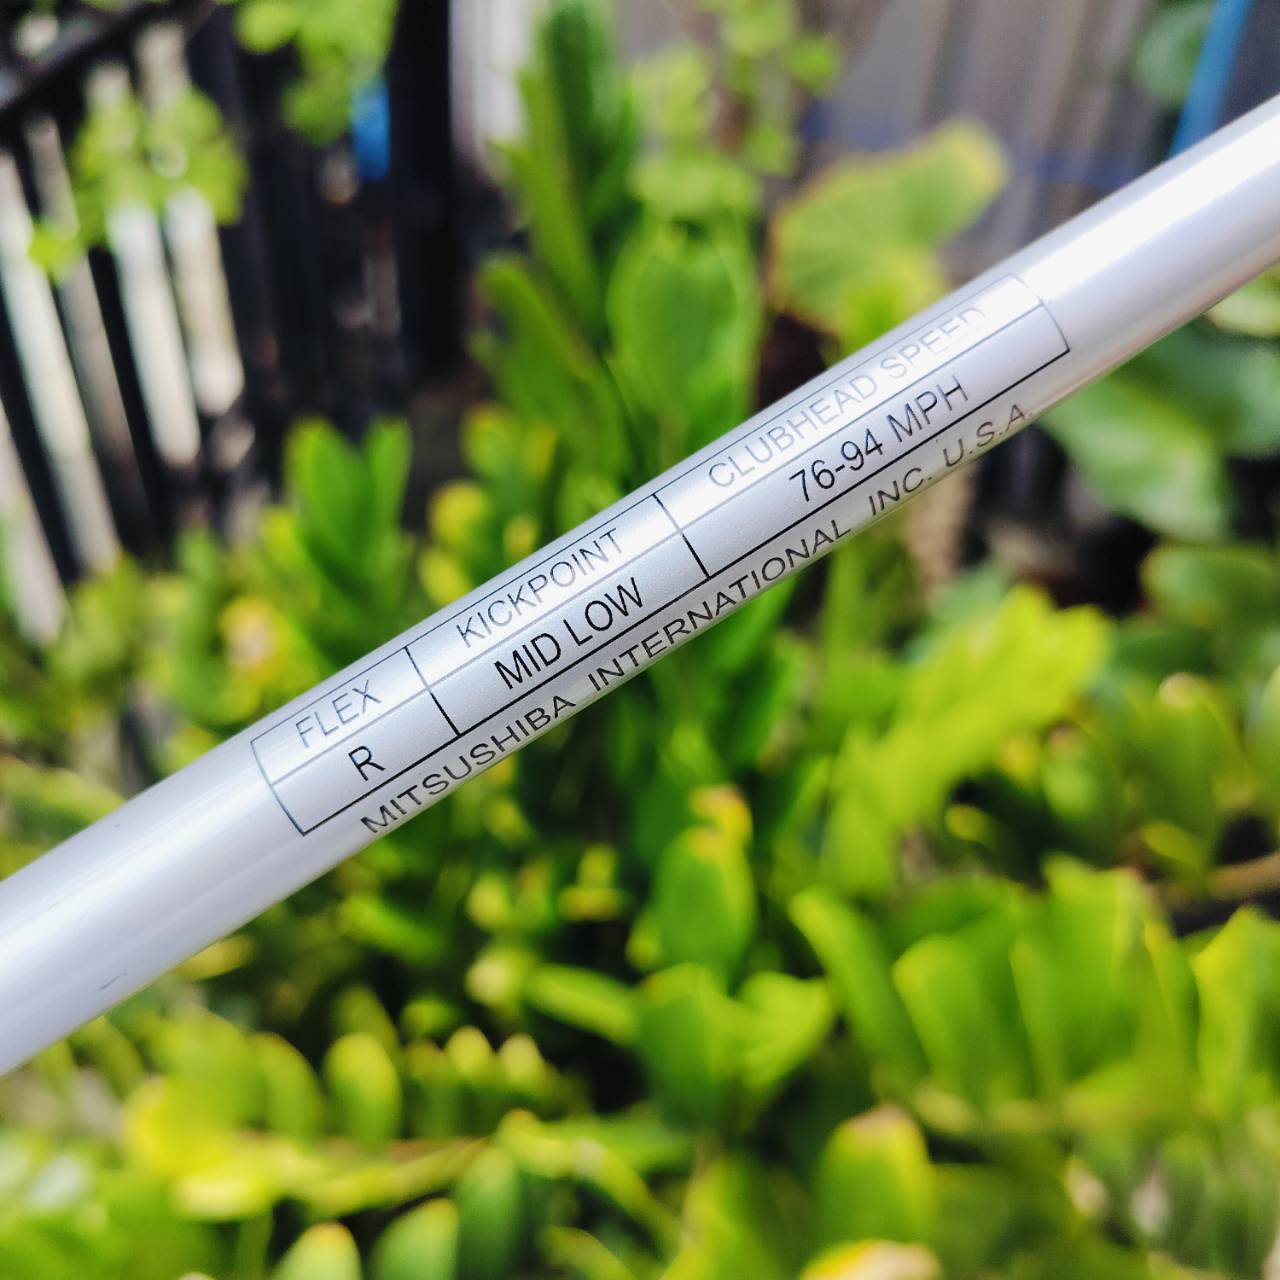 FLEX KICKPOINT CLUBHEAD SPEED
R MID LOW 76-94 MPH
MITSUSHIBA INTERNATIONAL INC. U.S.A.